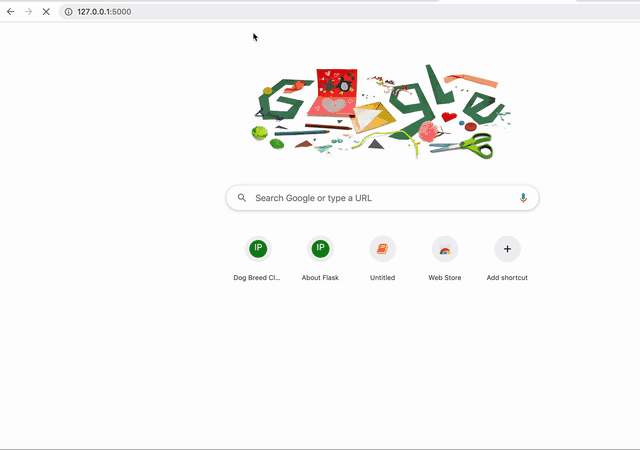 127.0.0.1:5000
Google
Search Google or type a URL
IP
IP
Dog Breed Cl...
About Flask
Untitled
Web Store
Add shortcut